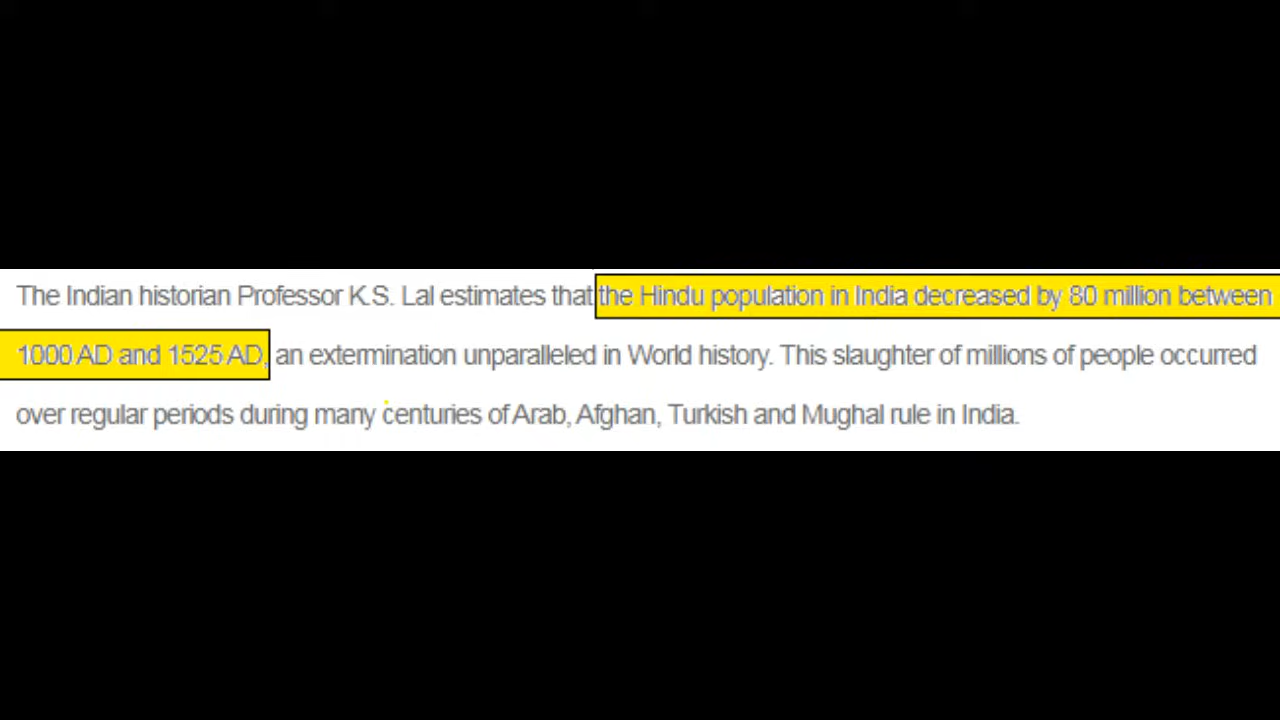 The Indian historian Professor K.S. Lal estimates that the Hindu population in India decreased by 80 million between
1000 AD and 1525 AD, an extermination unparalleled in World history. This slaughter of millions of people occurred
over regular periods during many centuries of Arab, Afghan, Turkish and Mughal rule in India.